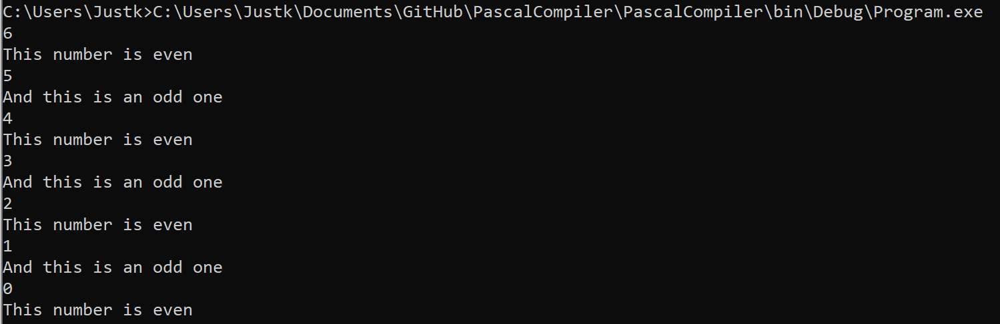 C:\Users\Justk>C:\Users\Justk\Documents\GitHub\PascalCompiler\PascalCompiler\bin\Debug\Program.exe
6
This number is even
5
And this is an odd one
4
This number is even
3
And this is an odd one
2
This number is even
1
And this is an odd one
0
This number is even